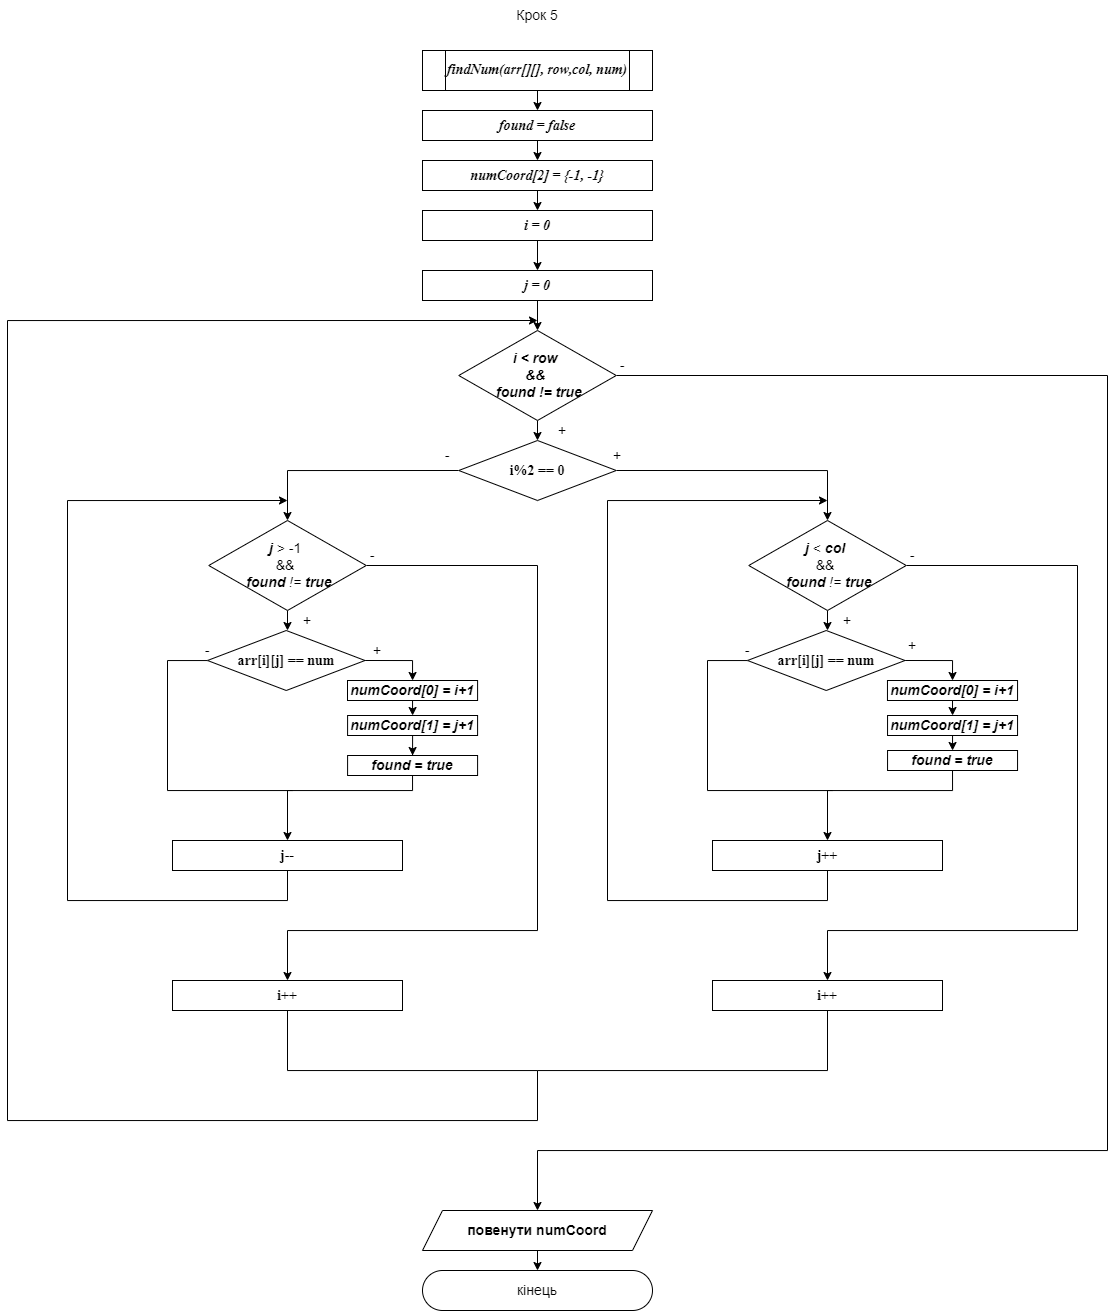 Крок 5
findNum(arr[][], row,col, num)
found = false
numCoord[2] = {-1, -1}
i = 0
j = 0
i < row
&&
found != true
-
+
i%2 == 0
-
+
j > -1
&&
found != true
-
+
arr[i][j] == num
-
+
numCoord[0] = i+1
numCoord[1] = j+1
found = true
j--
i++
j < col
&&
found != true
-
+
arr[i][j] == num
-
+
numCoord[0] = i+1
numCoord[1] = j+1
found = true
j++
i++
повенути numCoord
кінець